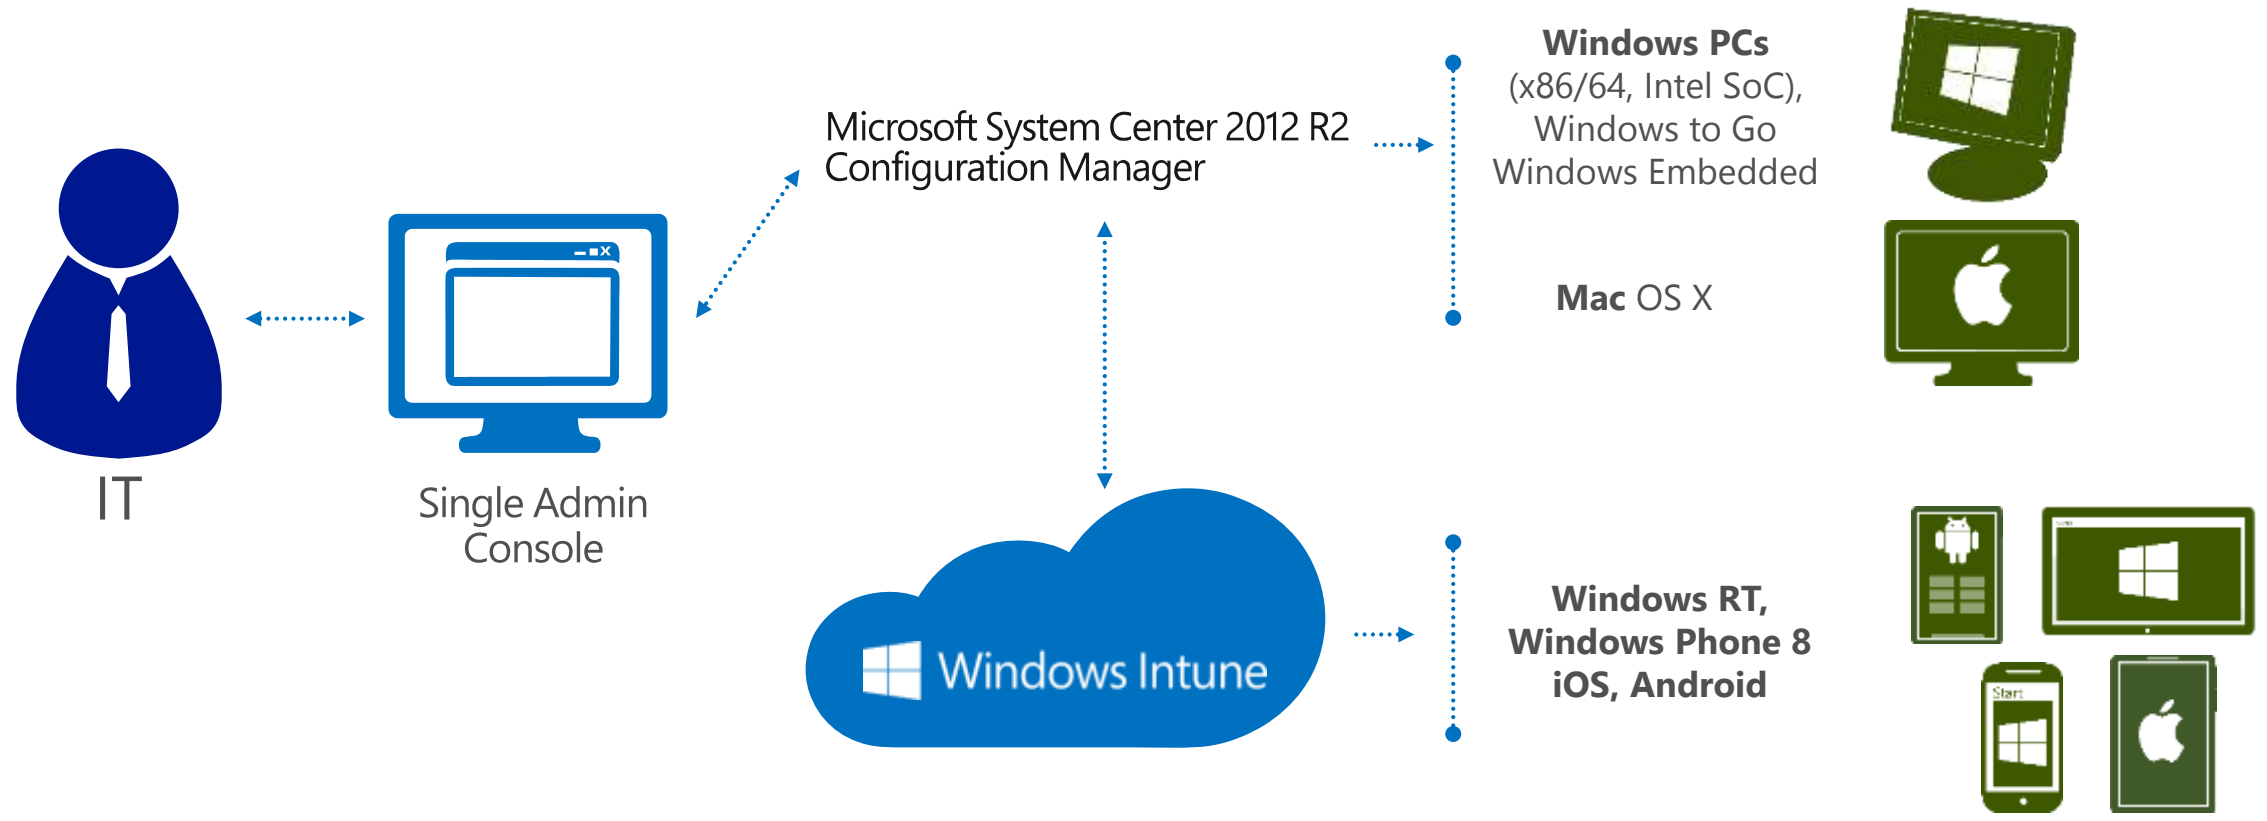 IT
Single Admin
Console
Microsoft System Center 2012 R2
Configuration Manager
Windows Intune
Windows PCs
(x86/64, Intel SoC),
Windows to Go
Windows Embedded
Mac OS X
Windows RT,
Windows Phone 8
iOS, Android
Start